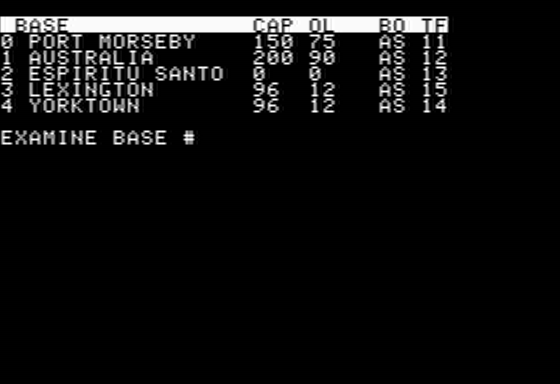 BASE CAP OL BO TF
0 PORT MORSEBY 150 75 AS 11
1 AUSTRALIA 200 90 AS 12
2 ESPIRITU SANTO 0 0 AS 13
3 LEXINGTON 96 12 AS 15
4 YORKTOWN 96 12 AS 14
EXAMINE BASE #